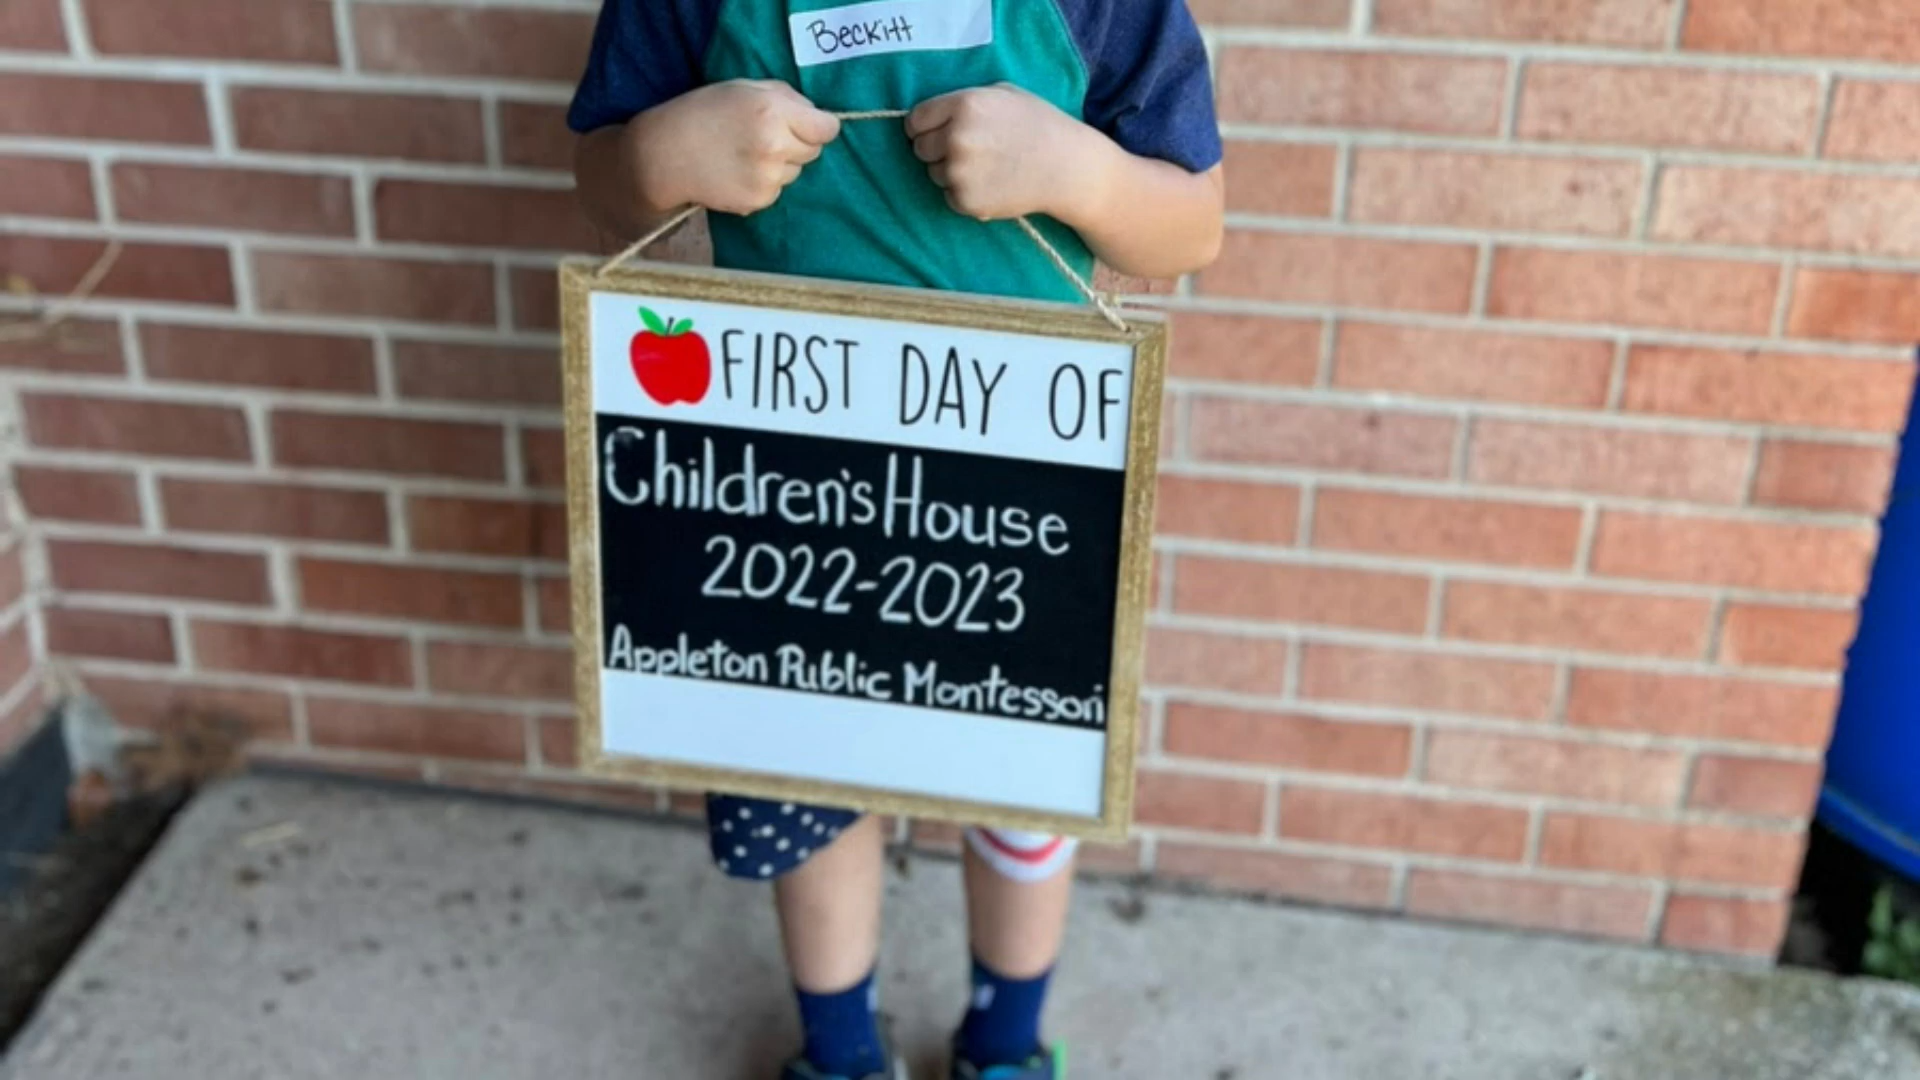 Beckitt
FIRST DAY OF
Children's House
2022-2023
Appleton Public Montessori